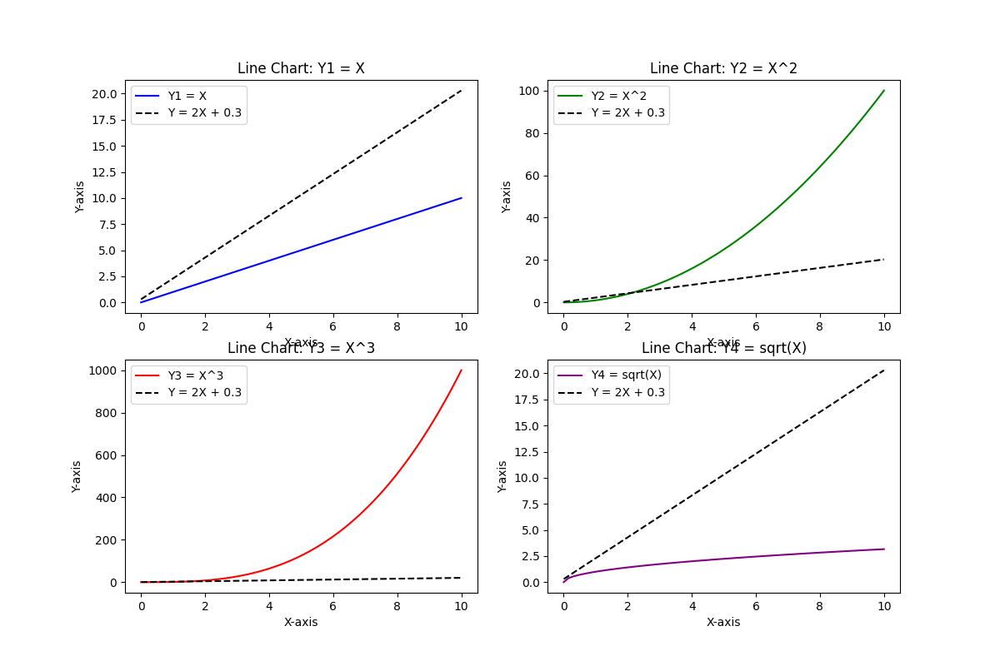 Line Chart: Y1 = X
Y1 = X
Y = 2X + 0.3
20.0
17.5
15.0
12.5
10.0
7.5
5.0
2.5
0.0
Y-axis
0 2 4 6 8 10
X-axis
Line Chart: Y2 = X^2
Y2 = X^2
Y = 2X + 0.3
100
80
60
40
20
0
Y-axis
0 2 4 6 8 10
X-axis
Line Chart: Y3 = X^3
Y3 = X^3
Y = 2X + 0.3
1000
800
600
400
200
0
Y-axis
0 2 4 6 8 10
X-axis
Line Chart: Y4 = sqrt(X)
Y4 = sqrt(X)
Y = 2X + 0.3
20.0
17.5
15.0
12.5
10.0
7.5
5.0
2.5
0.0
Y-axis
0 2 4 6 8 10
X-axis